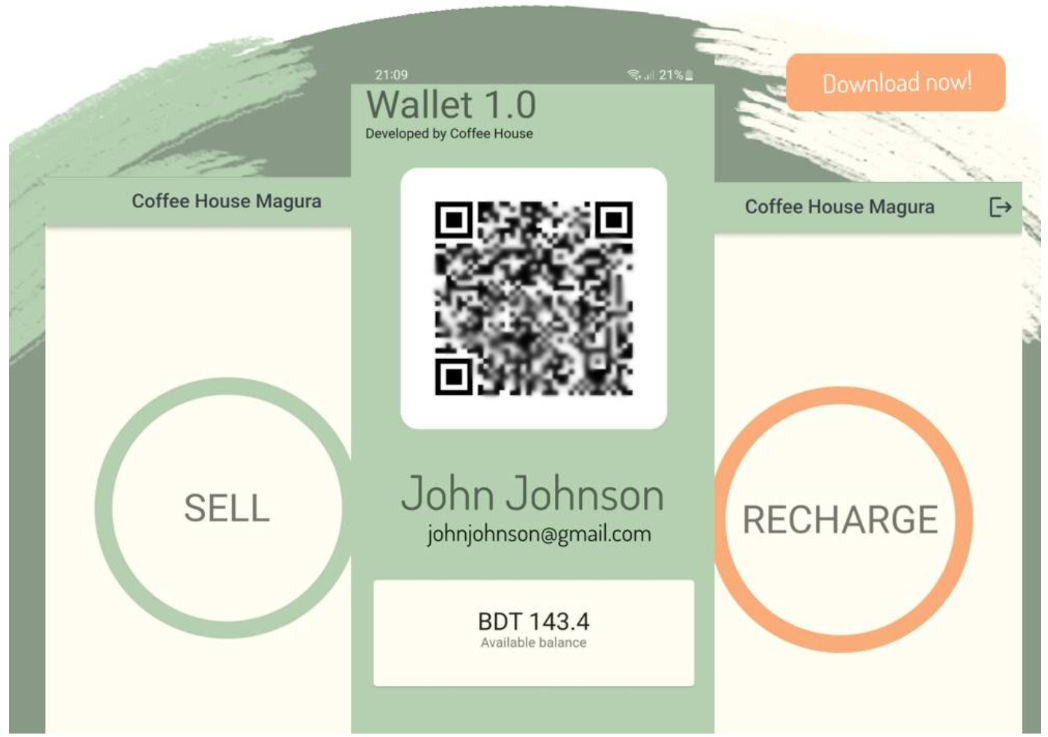 21:09
21%
Download now!
Wallet 1.0
Developed by Coffee House
Coffee House Magura
Coffee House Magura
SELL
John Johnson
johnjohnson@gmail.com
RECHARGE
BDT 143.4
Available balance